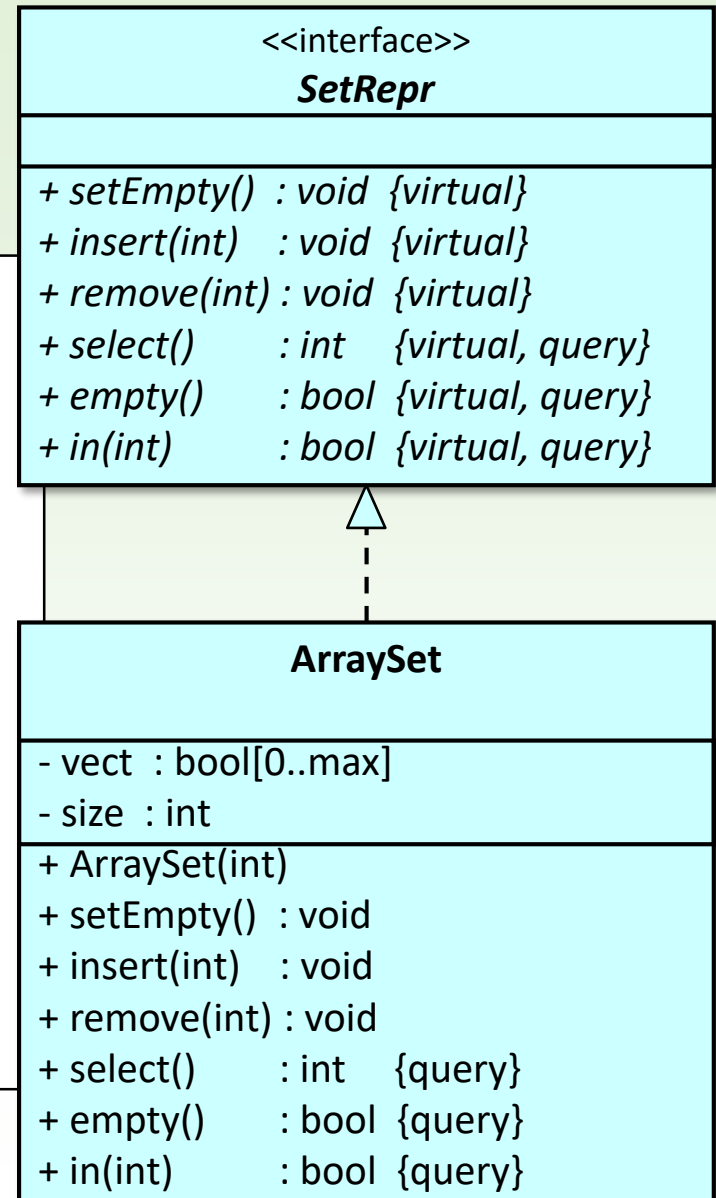 <<interface>>
SetRepr
+ setEmpty() : void {virtual}
+ insert(int) : void {virtual}
+ remove(int) : void {virtual}
+ select() : int {virtual, query}
+ empty() : bool {virtual, query}
+ in(int) : bool {virtual, query}
ArraySet
- vect : bool[0..max]
- size : int
+ ArraySet(int)
+ setEmpty() : void
+ insert(int) : void
+ remove(int) : void
+ select() : int {query}
+ empty() : bool {query}
+ in(int) : bool {query}